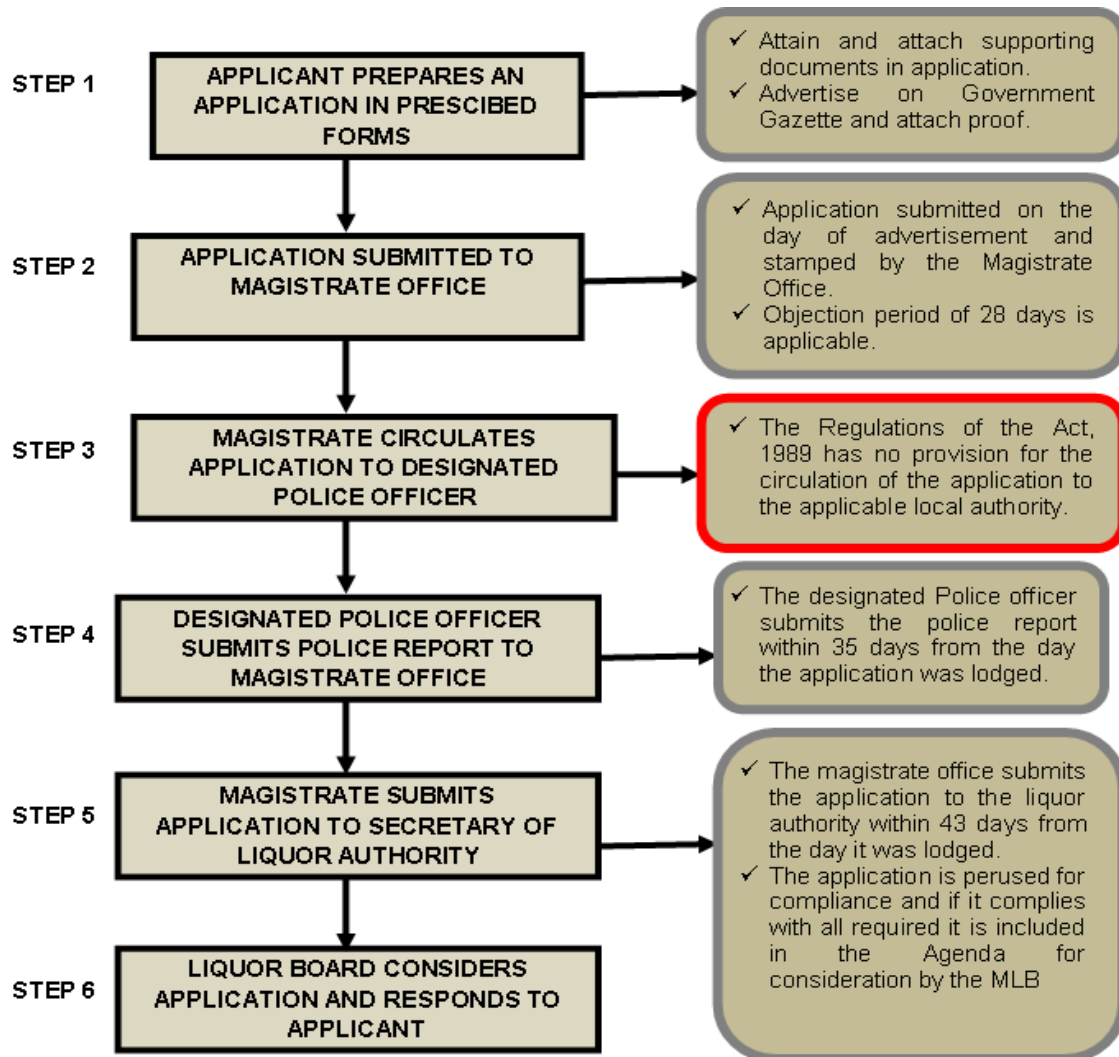 STEP 1
APPLICANT PREPARES AN
APPLICATION IN PRESCIBED
FORMS
✓ Attain and attach supporting
documents in application.
✓ Advertise on Government
Gazette and attach proof.
STEP 2
APPLICATION SUBMITTED TO
MAGISTRATE OFFICE
✓ Application submitted on the
day of advertisement and
stamped by the Magistrate
Office.
✓ Objection period of 28 days is
applicable.
STEP 3
MAGISTRATE CIRCULATES
APPLICATION TO DESIGNATED
POLICE OFFICER
✓ The Regulations of the Act,
1989 has no provision for the
circulation of the application to
the applicable local authority.
STEP 4
DESIGNATED POLICE OFFICER
SUBMITS POLICE REPORT TO
MAGISTRATE OFFICE
✓ The designated Police officer
submits the police report
within 35 days from the day
the application was lodged.
STEP 5
MAGISTRATE SUBMITS
APPLICATION TO SECRETARY OF
LIQUOR AUTHORITY
✓ The magistrate office submits
the application to the liquor
authority within 43 days from
the day it was lodged.
✓ The application is perused for
compliance and if it complies
with all required it is included
in the Agenda for
consideration by the MLB
STEP 6
LIQUOR BOARD CONSIDERS
APPLICATION AND RESPONDS TO
APPLICANT